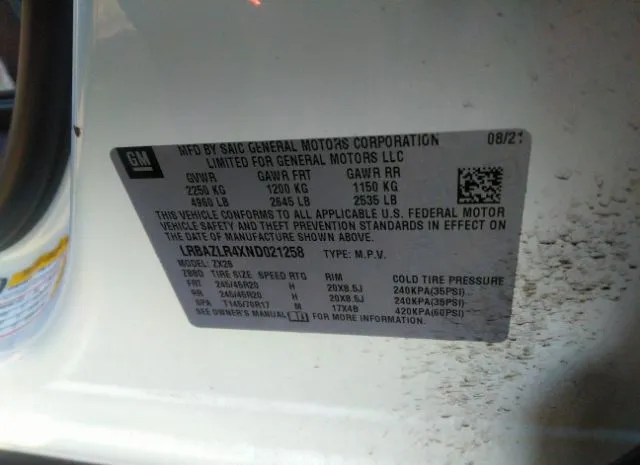 GM
MFD BY SAIC GENERAL MOTORS CORPORATION 08/21
LIMITED FOR GENERAL MOTORS LLC
GVWR GAWR FRT GAWR RR
2250 KG 1200 KG 1150 KG
4960 LB 2645 LB 2535 LB
THIS VEHICLE CONFORMS TO ALL APPLICABLE U.S. FEDERAL MOTOR
VEHICLE SAFETY AND THEFT PREVENTION STANDARDS IN EFFECT ON
THE DATE OF MANUFACTURE SHOWN ABOVE.
LRBAZLR4XND021258 TYPE: M.P.V.
MODEL: ZX26
TIRE SIZE SPEED RTG RIM COLD TIRE PRESSURE
FRT 245/45R20 H 20X8.5J 240KPA(35PSI)
RR 245/45R20 H 20X8.5J 240KPA(35PSI)
SPA T145/70R17 M 17X4B 420KPA(60PSI)
SEE OWNER'S MANUAL FOR MORE INFORMATION.